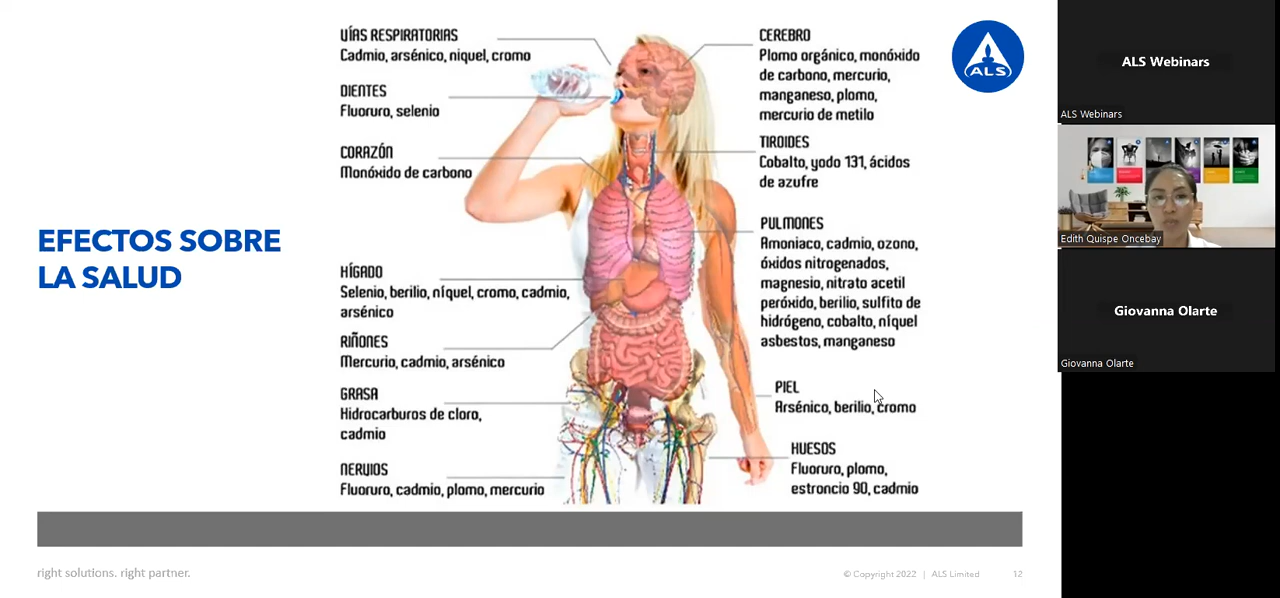 EFECTOS SOBRE
LA SALUD
VÍAS RESPIRATORIAS
Cadmio, arsénico, niquel, cromo
DIENTES
Fluoruro, selenio
CORAZÓN
Monóxido de carbono
HÍGADO
Selenio, berilio, níquel, cromo, cadmio,
arsénico
RIÑONES
Mercurio, cadmio, arsénico
GRASA
Hidrocarburos de cloro,
cadmio
NERVIOS
Fluoruro, cadmio, plomo, mercurio
CEREBRO
Plomo orgánico, monóxido
de carbono, mercurio,
manganeso, plomo,
mercurio de metilo
TIROIDES
Cobalto, yodo 131, ácidos
de azufre
PULMONES
Amoniaco, cadmio, ozono,
óxidos nitrogenados,
magnesio, nitrato acetil
peróxido, berilio, sulfito de
hidrógeno, cobalto, níquel
asbestos, manganeso
PIEL
Arsénico, berilio, cromo
HUESOS
Fluoruro, plomo,
estroncio 90, cadmio
ALS
right solutions. right partner.
© Copyright 2022 | ALS Limited 12
ALS Webinars
ALS Webinars
Edith Quispe Oncebay
Giovanna Olarte
Giovanna Olarte